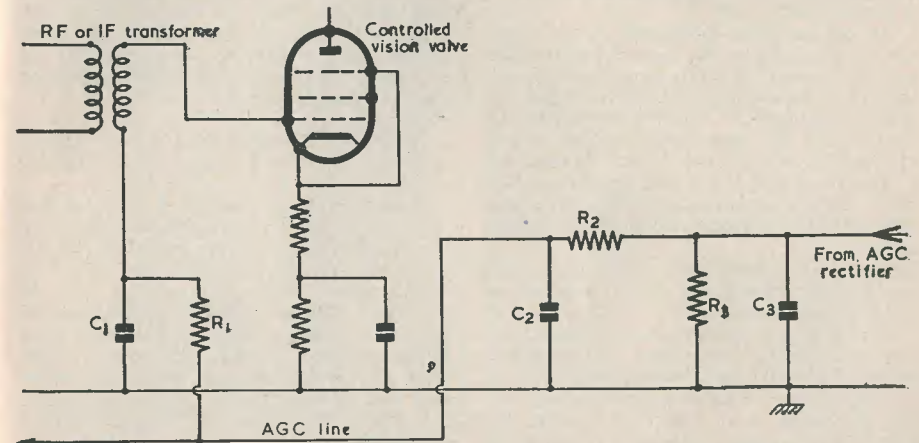 RF or IF transformer
Controlled
vision valve
R2
From AGC
rectifier
C1
R1
C2
R3
C3
AGC line